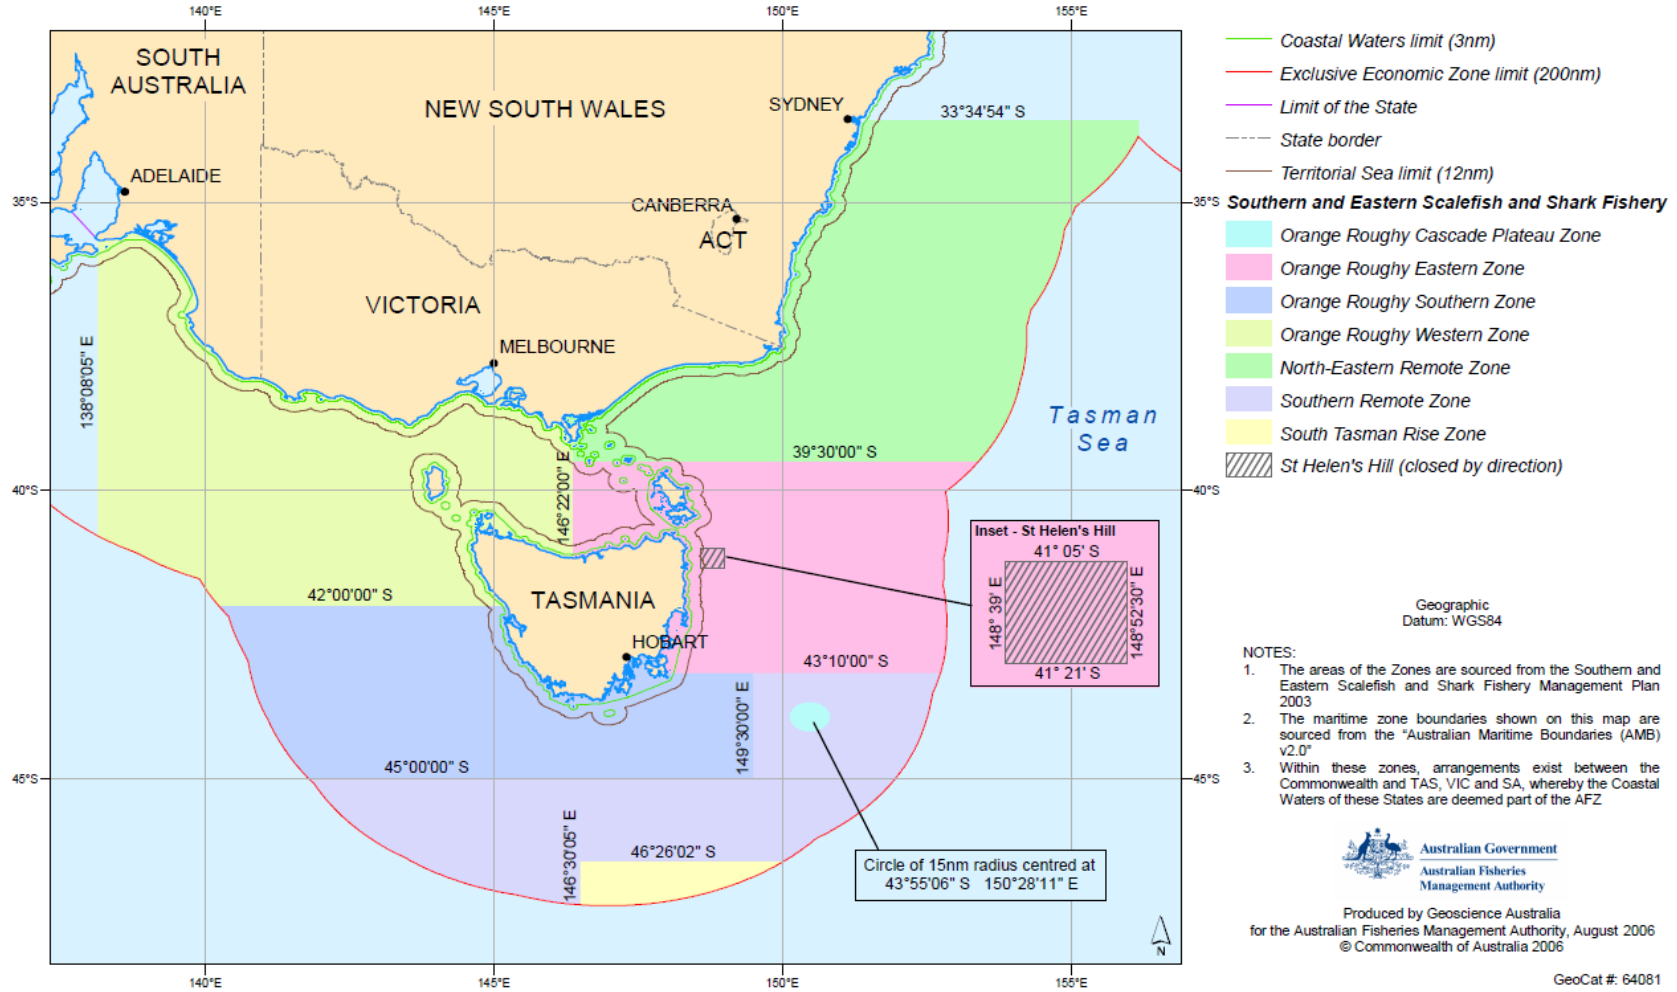 140°E
145°E
150°E
155°E
SOUTH
AUSTRALIA
NEW SOUTH WALES
SYDNEY
33°34'54" S
ADELAIDE
35°S
35°S
CANBERRA
ACT
VICTORIA
MELBOURNE
138°08'05" E
Tasman
Sea
39°30'00" S
146°22'00" E
40°S
40°S
Inset - St Helen's Hill
41° 05' S
148° 39' E
148°52'30" E
41° 21' S
42°00'00" S
TASMANIA
HOBART
43°10'00" S
149°30'00" E
45°00'00" S
45°S
45°S
146°30'05" E
46°26'02" S
Circle of 15nm radius centred at
43°55'06" S 150°28'11" E
N
140°E
145°E
150°E
155°E
Coastal Waters limit (3nm)
Exclusive Economic Zone limit (200nm)
Limit of the State
State border
Territorial Sea limit (12nm)
Southern and Eastern Scalefish and Shark Fishery
Orange Roughy Cascade Plateau Zone
Orange Roughy Eastern Zone
Orange Roughy Southern Zone
Orange Roughy Western Zone
North-Eastern Remote Zone
Southern Remote Zone
South Tasman Rise Zone
St Helen's Hill (closed by direction)
Geographic
Datum: WGS84
NOTES:
1. The areas of the Zones are sourced from the Southern and
Eastern Scalefish and Shark Fishery Management Plan
2003
2. The maritime zone boundaries shown on this map are
sourced from the "Australian Maritime Boundaries (AMB)
v2.0"
3. Within these zones, arrangements exist between the
Commonwealth and TAS, VIC and SA, whereby the Coastal
Waters of these States are deemed part of the AFZ
Australian Government
Australian Fisheries
Management Authority
Produced by Geoscience Australia
for the Australian Fisheries Management Authority, August 2006
© Commonwealth of Australia 2006
GeoCat #: 64081